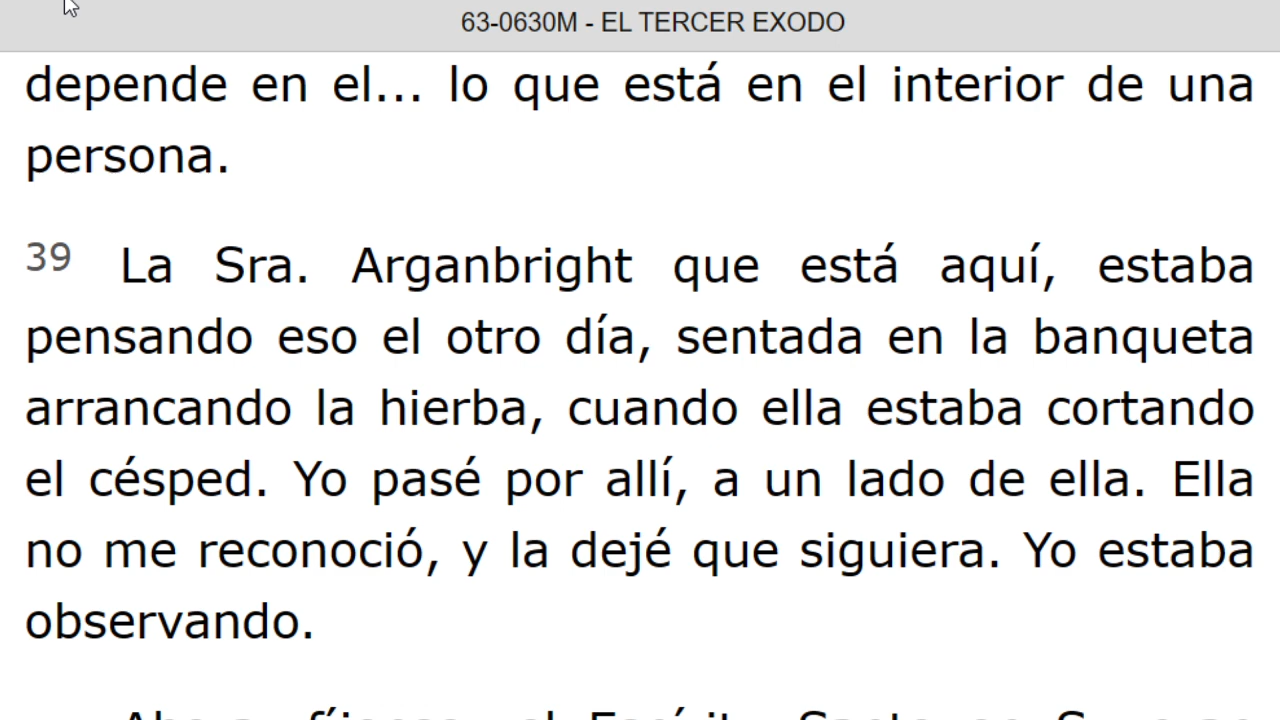 63-0630M - EL TERCER EXODO
depende en el... lo que está en el interior de una
persona.
39 La Sra. Arganbright que está aquí, estaba
pensando eso el otro día, sentada en la banqueta
arrancando la hierba, cuando ella estaba cortando
el césped. Yo pasé por allí, a un lado de ella. Ella
no me reconoció, y la dejé que siguiera. Yo estaba
observando.